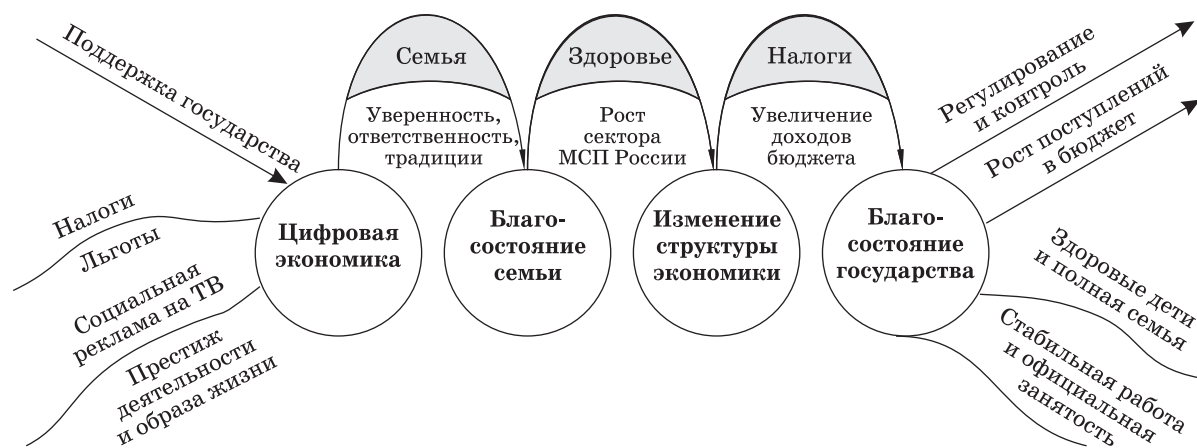 Поддержка государства
Налоги
Льготы
Социальная
реклама на ТВ
Престиж
деятельности
и образа жизни
Цифровая
экономика
Семья
Уверенность,
ответственность,
традиции
Благо-
состояние
семьи
Здоровье
Рост
сектора
МСП России
Изменение
структуры
экономики
Налоги
Увеличение
доходов
бюджета
Благо-
состояние
государства
Регулирование
и контроль
Рост поступлений
в бюджет
Здоровые дети
и полная семья
Стабильная работа
и официальная
занятость